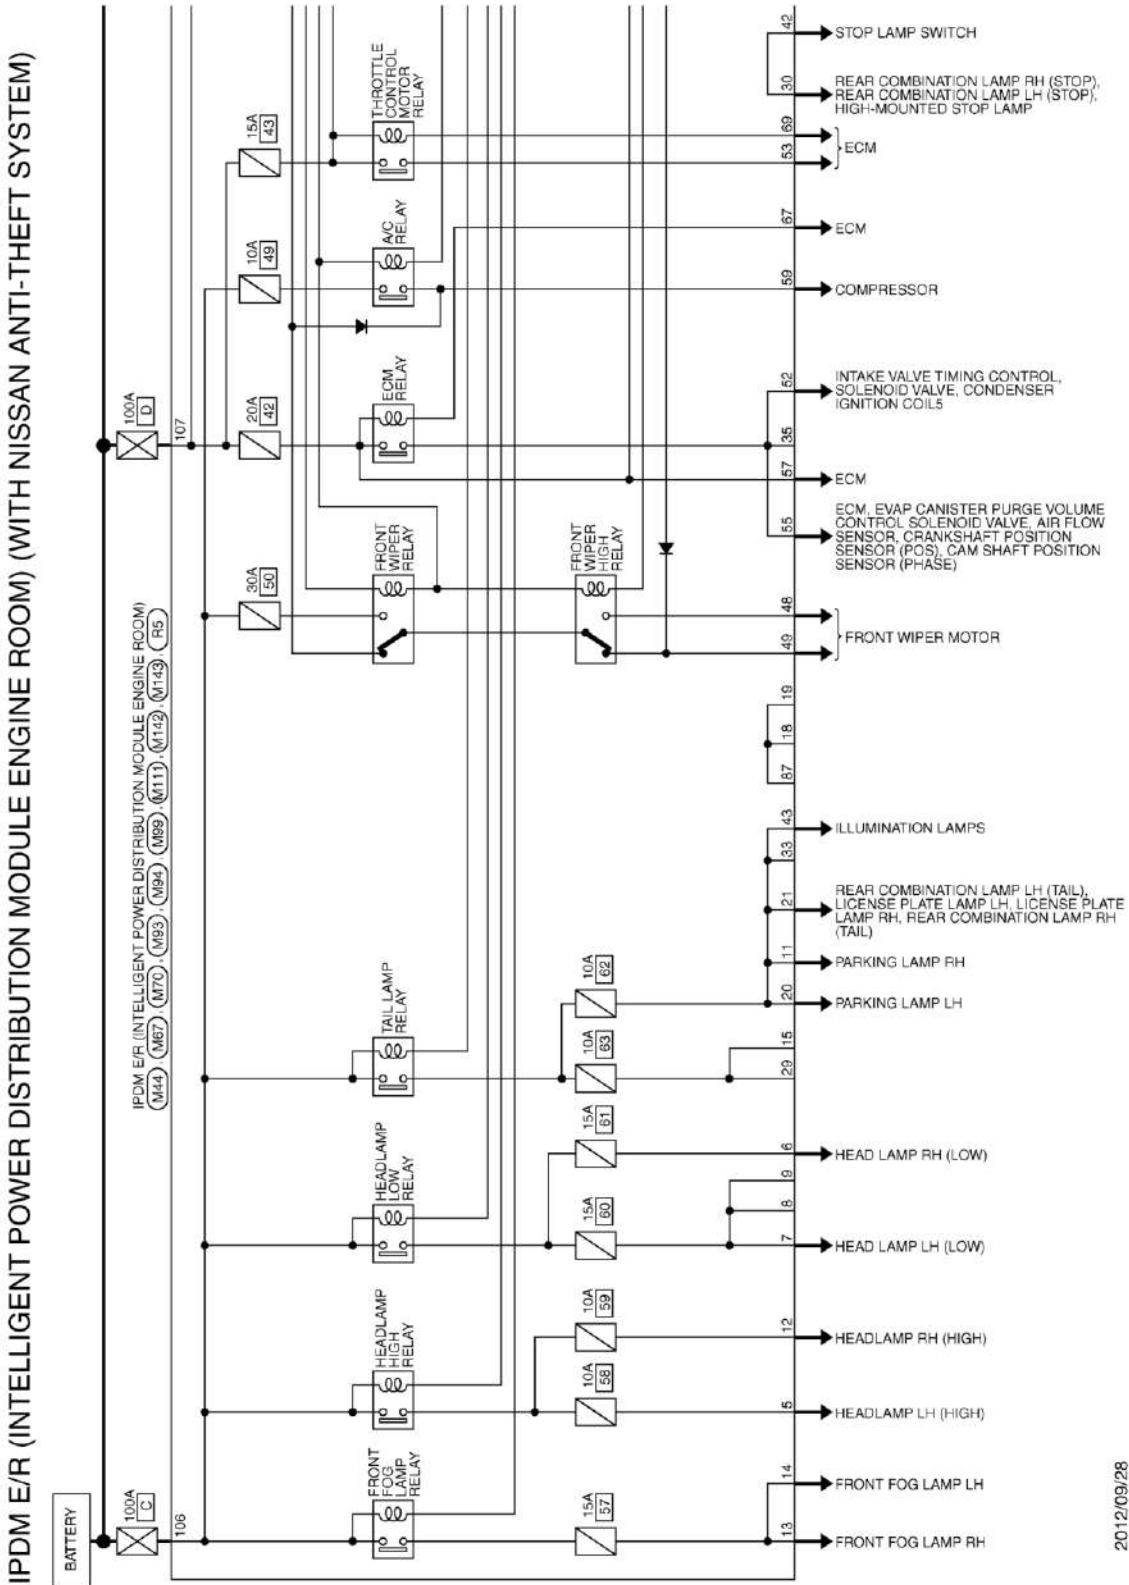 IPDM E/R (INTELLIGENT POWER DISTRIBUTION MODULE ENGINE ROOM) (WITH NISSAN ANTI-THEFT SYSTEM)
BATTERY
100A
C
106
100A
D
107
IPDM E/R (INTELLIGENT POWER DISTRIBUTION MODULE ENGINE ROOM)
M44 , M67 , M70 , M93 , M94 , M99 , M111 , M142 , M143 , R5
15A
43
10A
49
20A
42
30A
50
THROTTLE
CONTROL
MOTOR
RELAY
A/C
RELAY
ECM
RELAY
FRONT
WIPER
RELAY
FRONT
WIPER
HIGH
RELAY
TAIL LAMP
RELAY
HEADLAMP
LOW
RELAY
HEADLAMP
HIGH
RELAY
FRONT
FOG
LAMP
RELAY
10A
62
10A
63
15A
61
15A
60
10A
59
10A
58
15A
57
42
STOP LAMP SWITCH
30
REAR COMBINATION LAMP RH (STOP),
REAR COMBINATION LAMP LH (STOP),
HIGH-MOUNTED STOP LAMP
69
53
ECM
67
ECM
59
COMPRESSOR
52
INTAKE VALVE TIMING CONTROL,
SOLENOID VALVE, CONDENSER
IGNITION COIL5
35
57
ECM
55
ECM, EVAP CANISTER PURGE VOLUME
CONTROL SOLENOID VALVE, AIR FLOW
SENSOR, CRANKSHAFT POSITION
SENSOR (POS), CAM SHAFT POSITION
SENSOR (PHASE)
48
49
FRONT WIPER MOTOR
19
18
87
43
ILLUMINATION LAMPS
33
21
REAR COMBINATION LAMP LH (TAIL),
LICENSE PLATE LAMP LH, LICENSE PLATE
LAMP RH, REAR COMBINATION LAMP RH
(TAIL)
11
PARKING LAMP RH
20
PARKING LAMP LH
15
29
6
HEAD LAMP RH (LOW)
9
8
7
HEAD LAMP LH (LOW)
12
HEADLAMP RH (HIGH)
5
HEADLAMP LH (HIGH)
14
FRONT FOG LAMP LH
13
FRONT FOG LAMP RH
2012/09/28